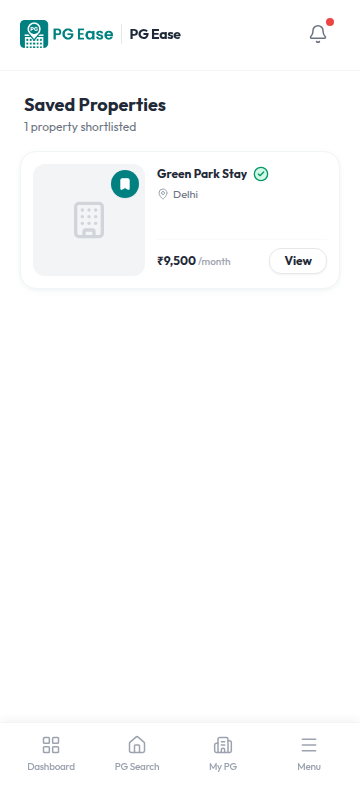 PG
PG Ease PG Ease
Saved Properties
1 property shortlisted
Green Park Stay
Delhi
₹9,500 /month View
Dashboard PG Search My PG Menu